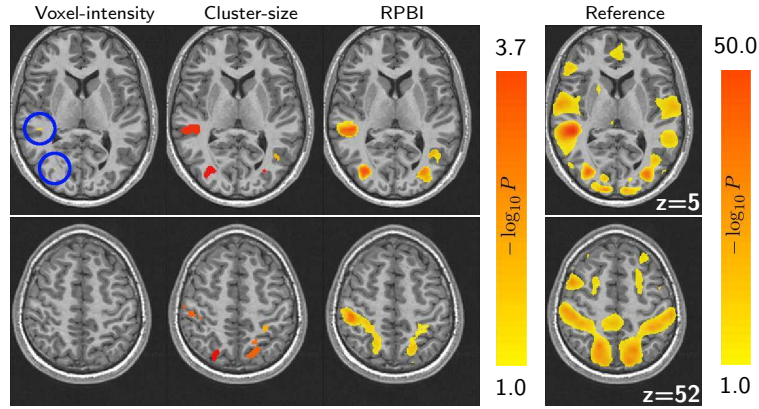 Voxel-intensity Cluster-size RPBI Reference
3.7 50.0
− log₁₀ P − log₁₀ P
z=5
z=52
1.0 1.0